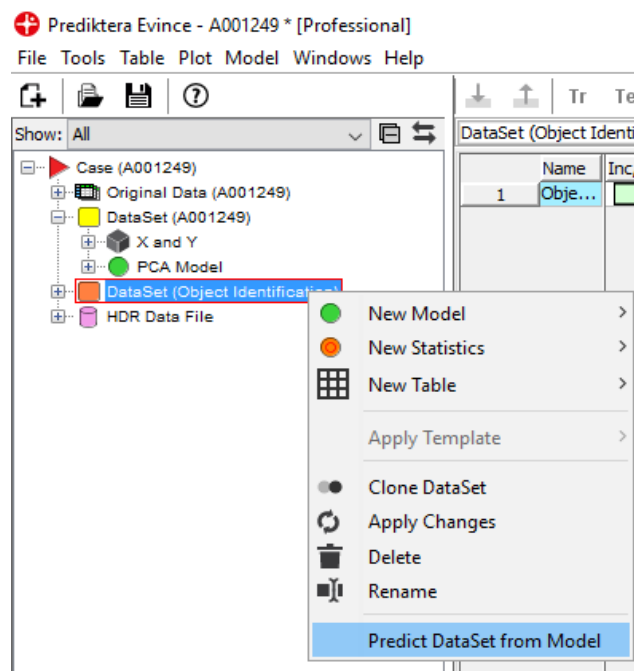 Prediktera Evince - A001249 * [Professional]
File Tools Table Plot Model Windows Help
Tr
Show: All
DataSet (Object
Case (A001249)
Name
Original Data (A001249)
1 Obje...
DataSet (A001249)
X and Y
PCA Model
DataSet (Object
HDR Data File
New Model
New Statistics
New Table
Apply Template
Clone DataSet
Apply Changes
Delete
Rename
Predict DataSet from Model